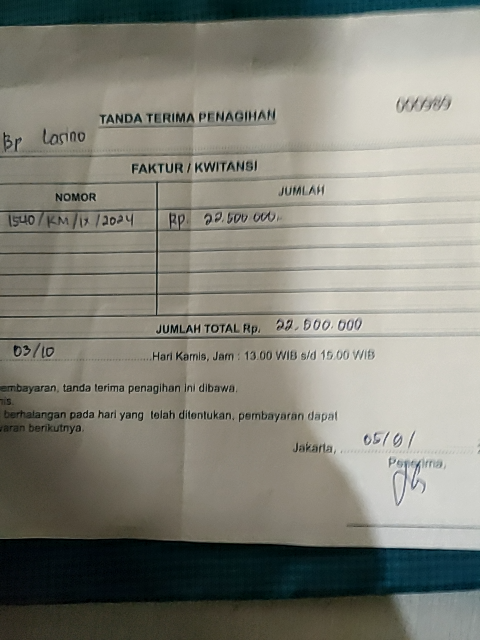 000989
TANDA TERIMA PENAGIHAN
Bp Lasino
FAKTUR / KWITANSI
NOMOR JUMLAH
1540/KM/IX/2024 Rp. 22.500.000,-
JUMLAH TOTAL Rp. 22.500.000
03/10 Hari Kamis, Jam : 13.00 WIB s/d 15.00 WIB
embayaran, tanda terima penagihan ini dibawa.
nis.
berhalangan pada hari yang telah ditentukan, pembayaran dapat
yaran berikutnya.
Jakarta, 05/9/
Penerima,